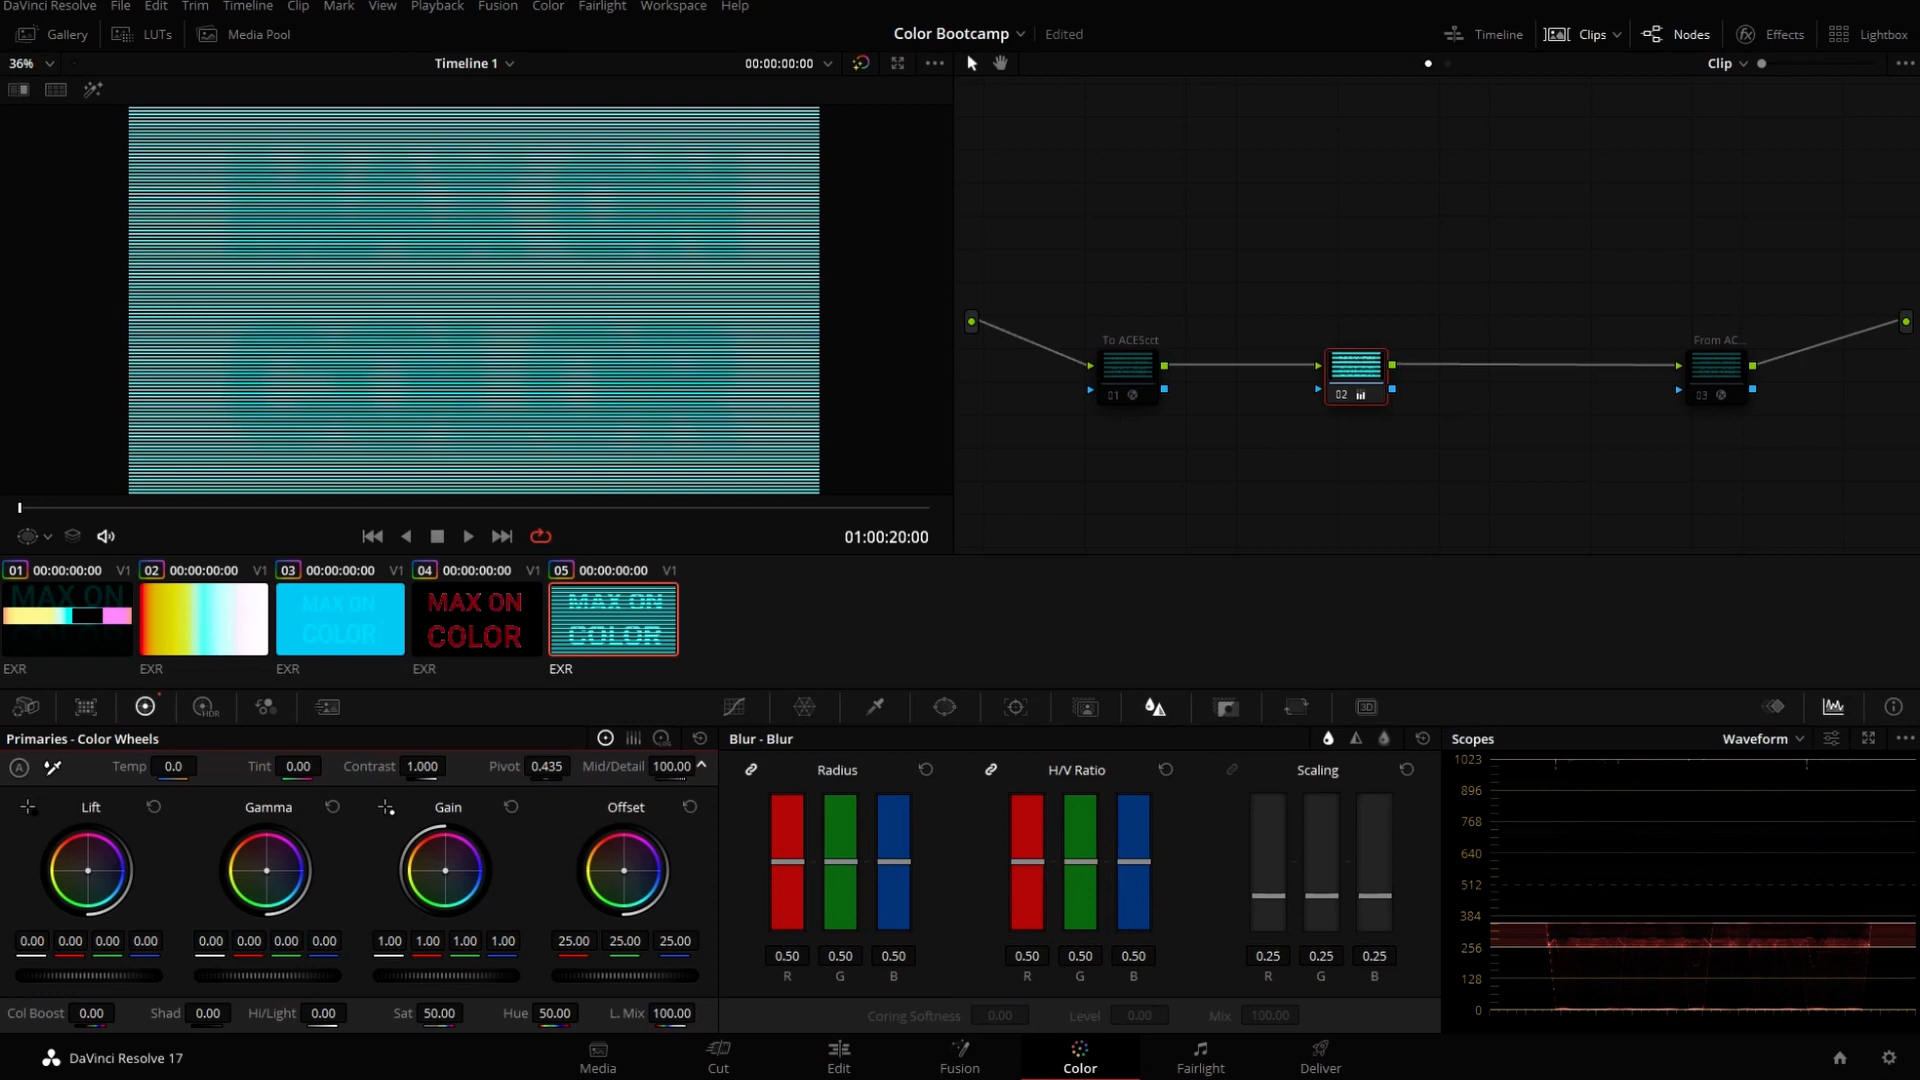 DaVinci Resolve File Edit Trim Timeline Clip Mark View Playback Fusion Color Fairlight Workspace Help
Gallery LUTs Media Pool Color Bootcamp Edited Timeline Clips Nodes Effects Lightbox
36% Timeline 1 00:00:00:00 Clip
To ACEScct From AC...
01 02 03
01:00:20:00
01 00:00:00:00 V1 02 00:00:00:00 V1 03 00:00:00:00 V1 04 00:00:00:00 V1 05 00:00:00:00 V1
MAX ON MAX ON MAX ON MAX ON
COLOR COLOR COLOR
EXR EXR EXR EXR EXR
HDR 3D
Primaries - Color Wheels Blur - Blur Scopes Waveform
A Temp 0.0 Tint 0.00 Contrast 1.000 Pivot 0.435 Mid/Detail 100.00 Radius H/V Ratio Scaling
Lift Gamma Gain Offset
1023
896
768
640
512
384
256
128
0
0.00 0.00 0.00 0.00 0.00 0.00 0.00 0.00 1.00 1.00 1.00 1.00 25.00 25.00 25.00
0.50 0.50 0.50 0.50 0.50 0.50 0.25 0.25 0.25
R G B R G B R G B
Col Boost 0.00 Shad 0.00 Hi/Light 0.00 Sat 50.00 Hue 50.00 L. Mix 100.00 Coring Softness 0.00 Level 0.00 Mix 100.00
DaVinci Resolve 17 Media Cut Edit Fusion Color Fairlight Deliver